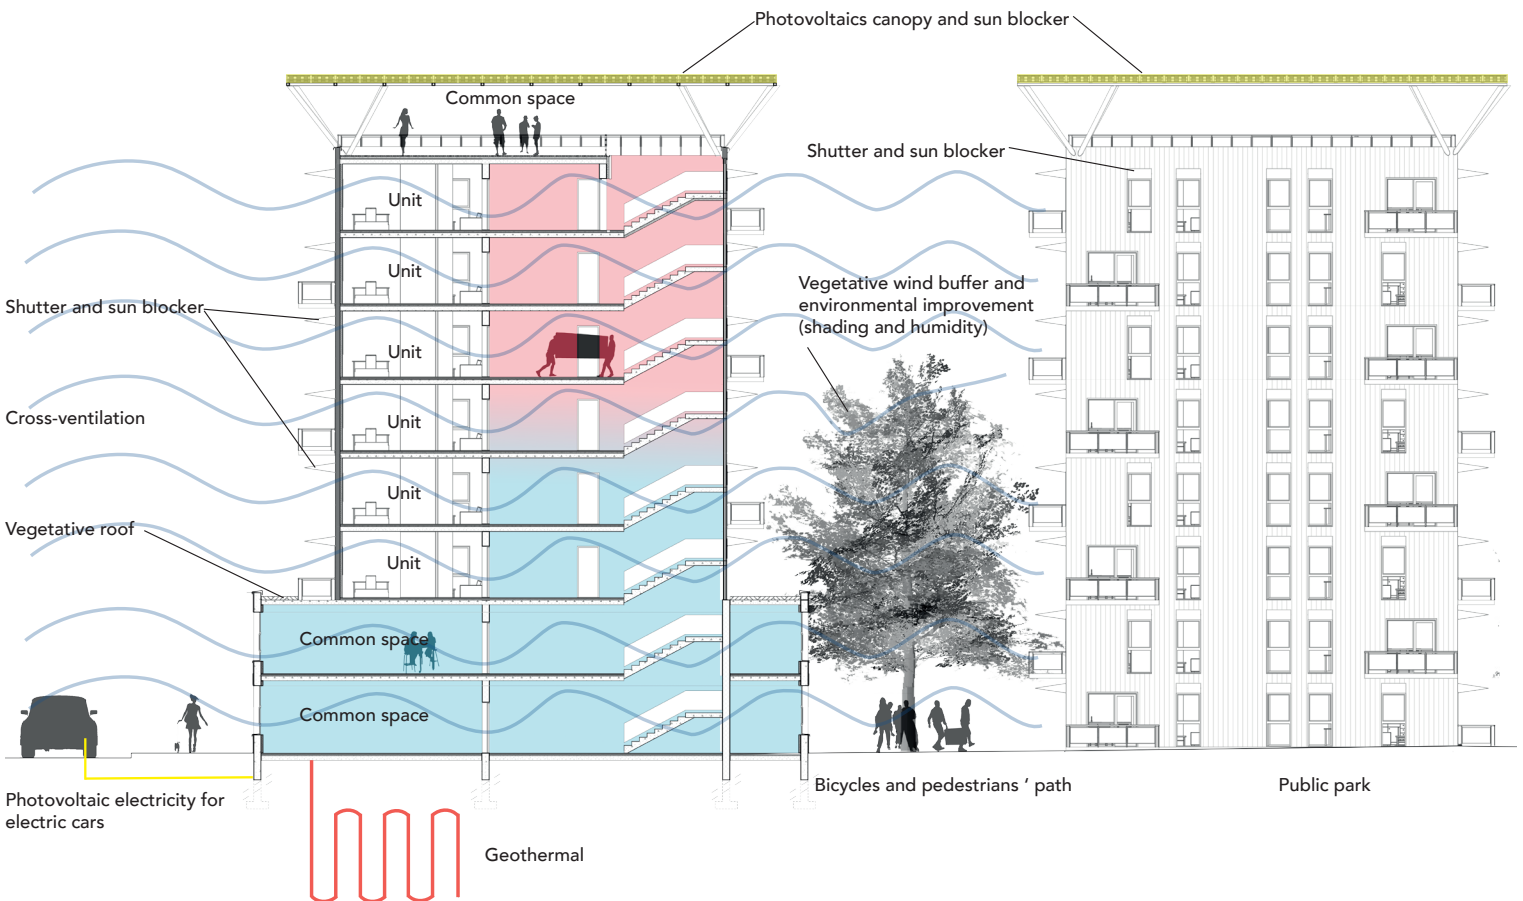 Photovoltaics canopy and sun blocker
Common space
Shutter and sun blocker
Unit
Unit
Vegetative wind buffer and
environmental improvement
(shading and humidity)
Shutter and sun blocker
Unit
Cross-ventilation
Unit
Unit
Vegetative roof
Unit
Common space
Common space
Photovoltaic electricity for
electric cars
Bicycles and pedestrians ‘ path
Public park
Geothermal